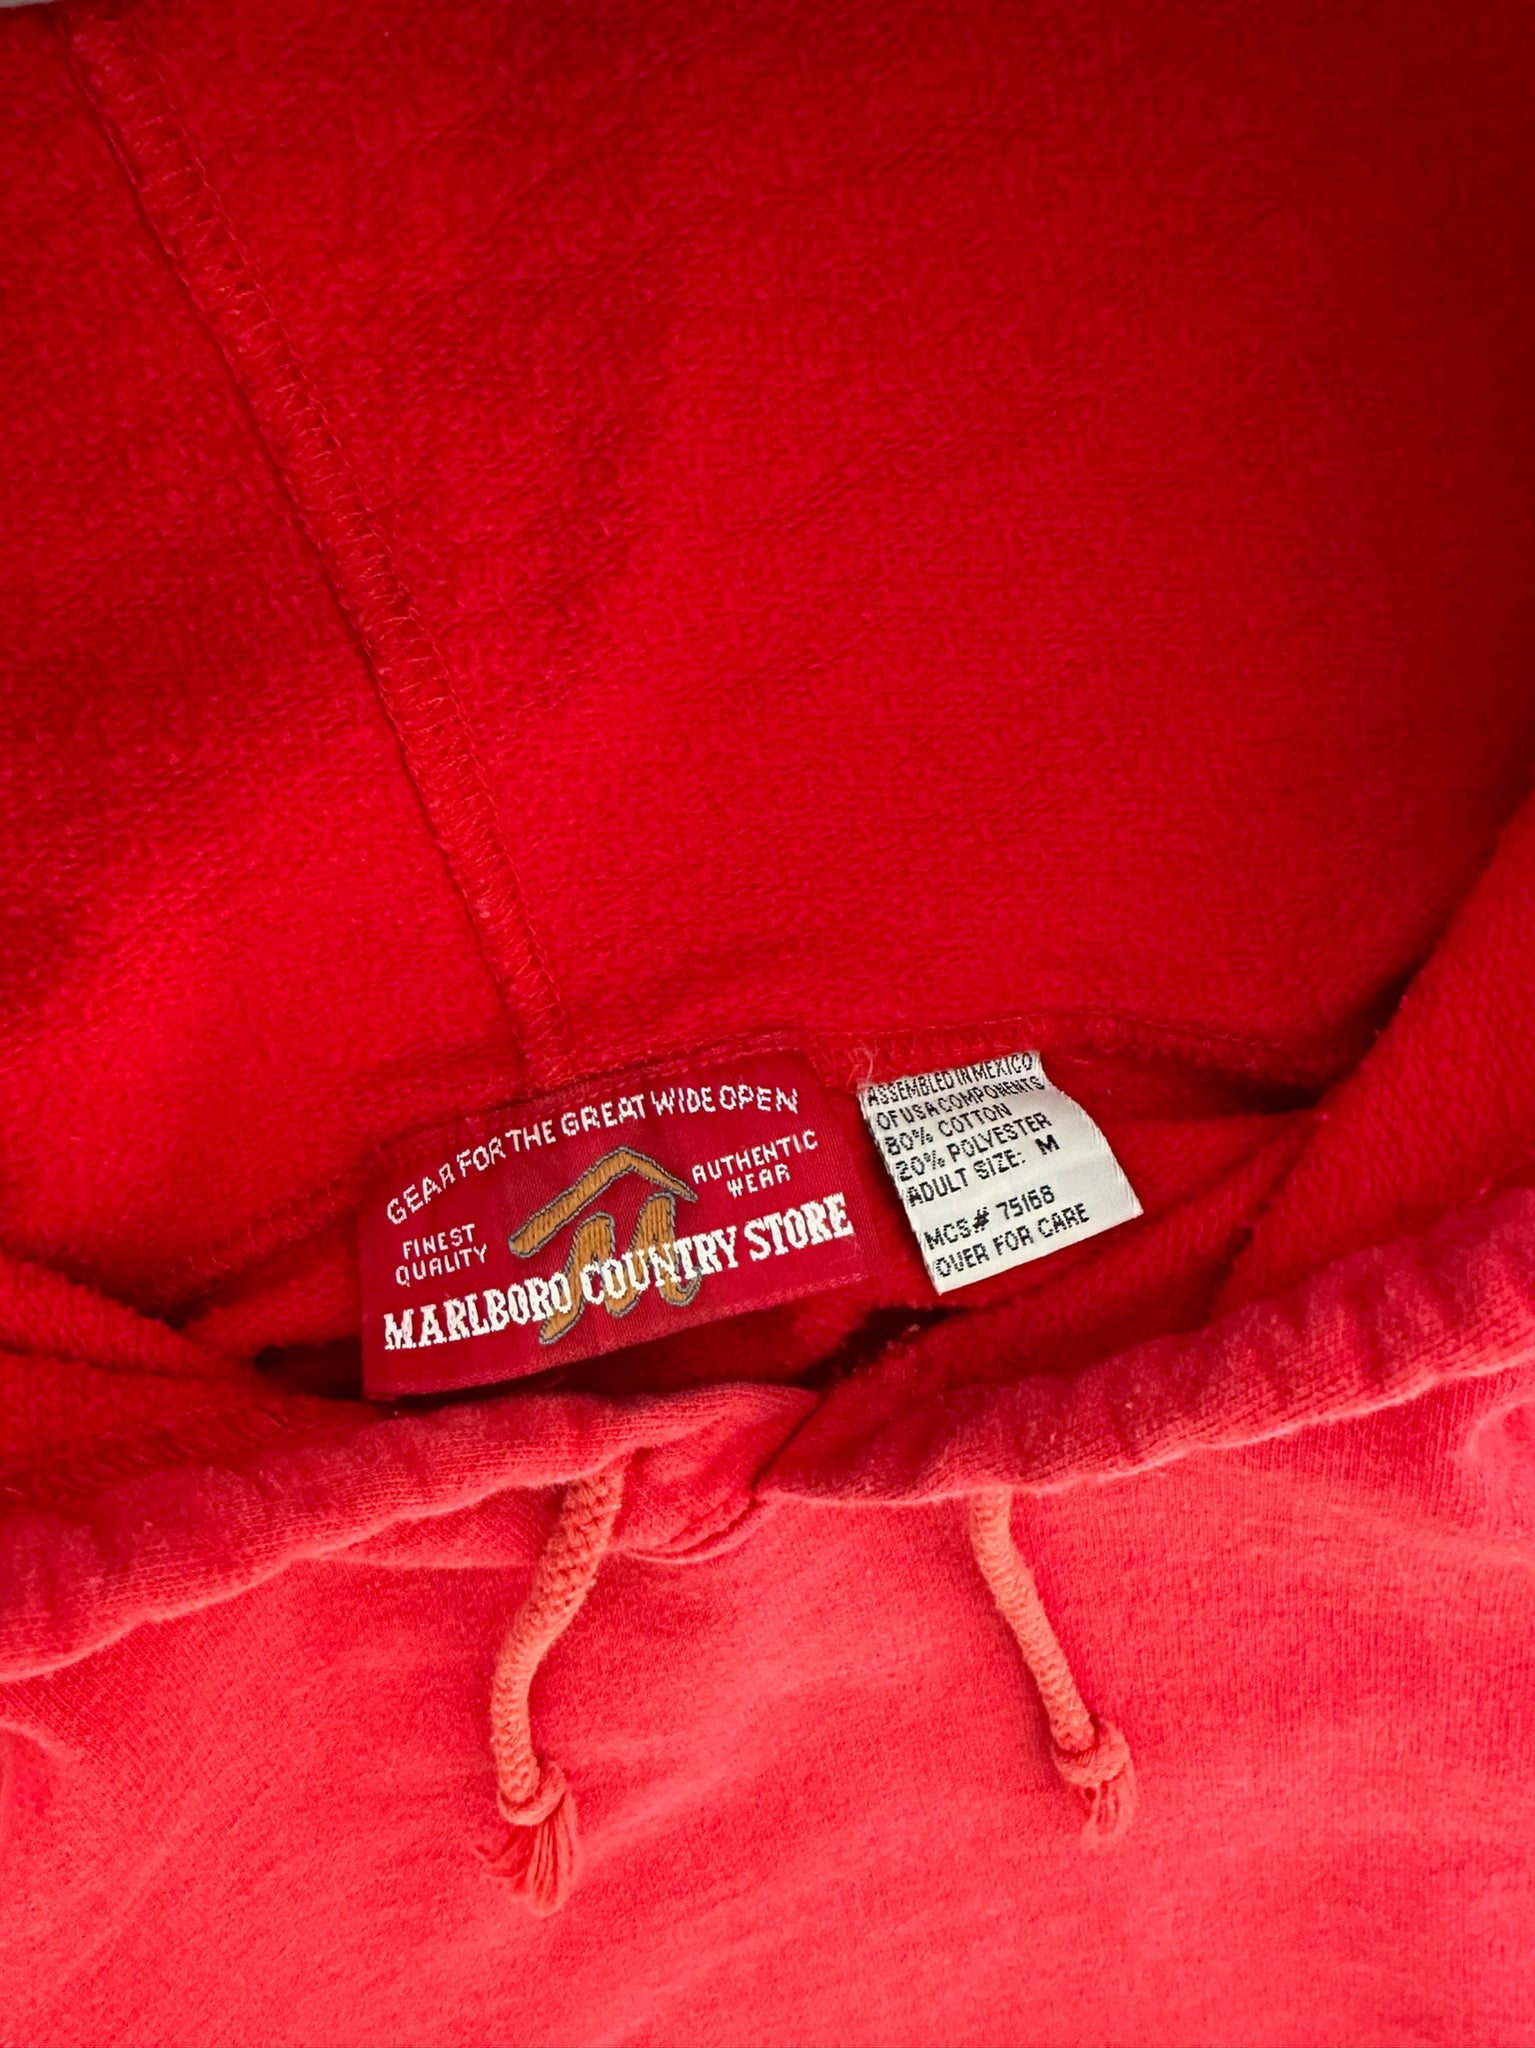 GEAR FOR THE GREAT WIDE OPEN
FINEST
QUALITY
AUTHENTIC
WEAR
MARLBORO COUNTRY STORE
ASSEMBLED IN MEXICO
OF USA COMPONENTS
80% COTTON
20% POLYESTER
ADULT SIZE: M
MCS# 75188
OVER FOR CARE